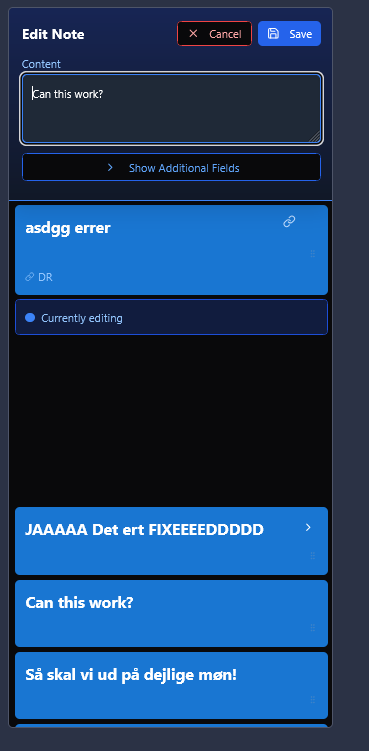 Edit Note
Cancel
Save
Content
Can this work?
Show Additional Fields
asdgg errer
DR
Currently editing
JAAAAA Det ert FIXEEEEDDDDD
Can this work?
Så skal vi ud på dejlige møn!